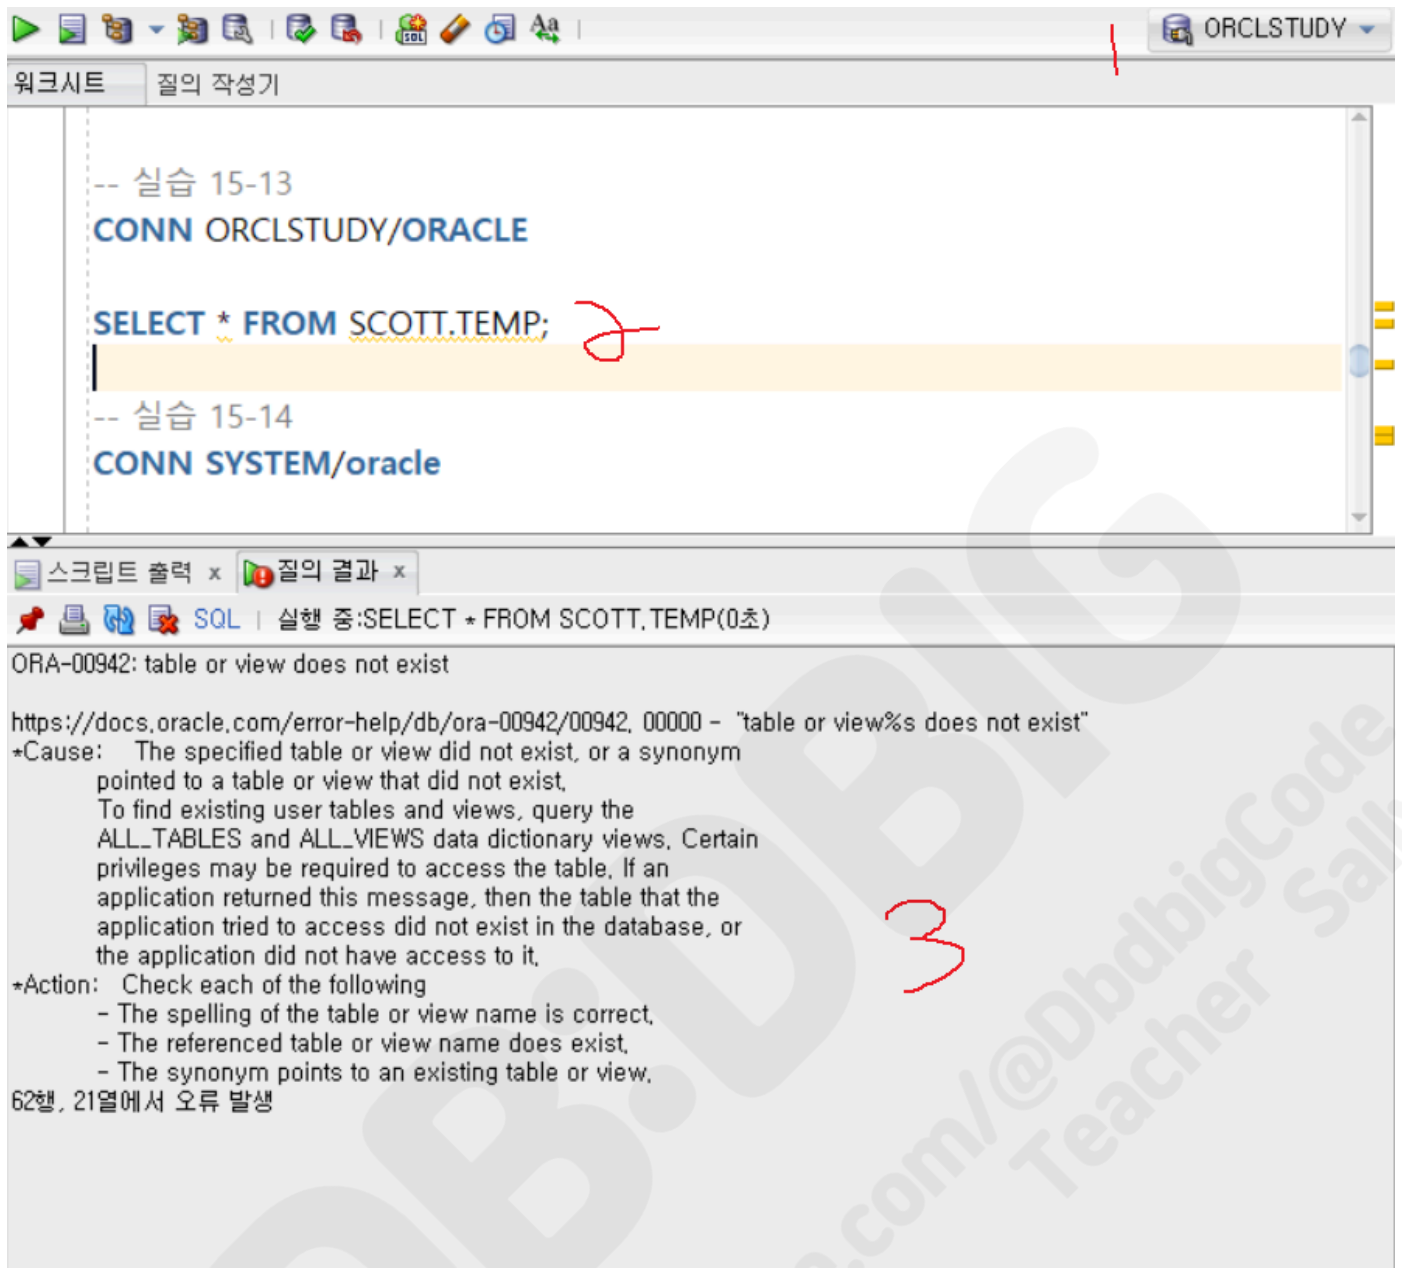 SQL Aa
1
ORCLSTUDY
워크시트 질의 작성기
-- 실습 15-13
CONN ORCLSTUDY/ORACLE
SELECT * FROM SCOTT.TEMP;
2
-- 실습 15-14
CONN SYSTEM/oracle
스크립트 출력 x 질의 결과 x
SQL | 실행 중:SELECT * FROM SCOTT.TEMP(0초)
ORA-00942: table or view does not exist
https://docs.oracle.com/error-help/db/ora-00942/00942. 00000 - "table or view%s does not exist"
*Cause: The specified table or view did not exist, or a synonym
pointed to a table or view that did not exist.
To find existing user tables and views, query the
ALL_TABLES and ALL_VIEWS data dictionary views. Certain
privileges may be required to access the table. If an
application returned this message, then the table that the
application tried to access did not exist in the database, or
the application did not have access to it.
3
*Action: Check each of the following
- The spelling of the table or view name is correct.
- The referenced table or view name does exist.
- The synonym points to an existing table or view.
62행, 21열에서 오류 발생
DB:DBIG
.com/@DbdbigCode
Teacher Sall